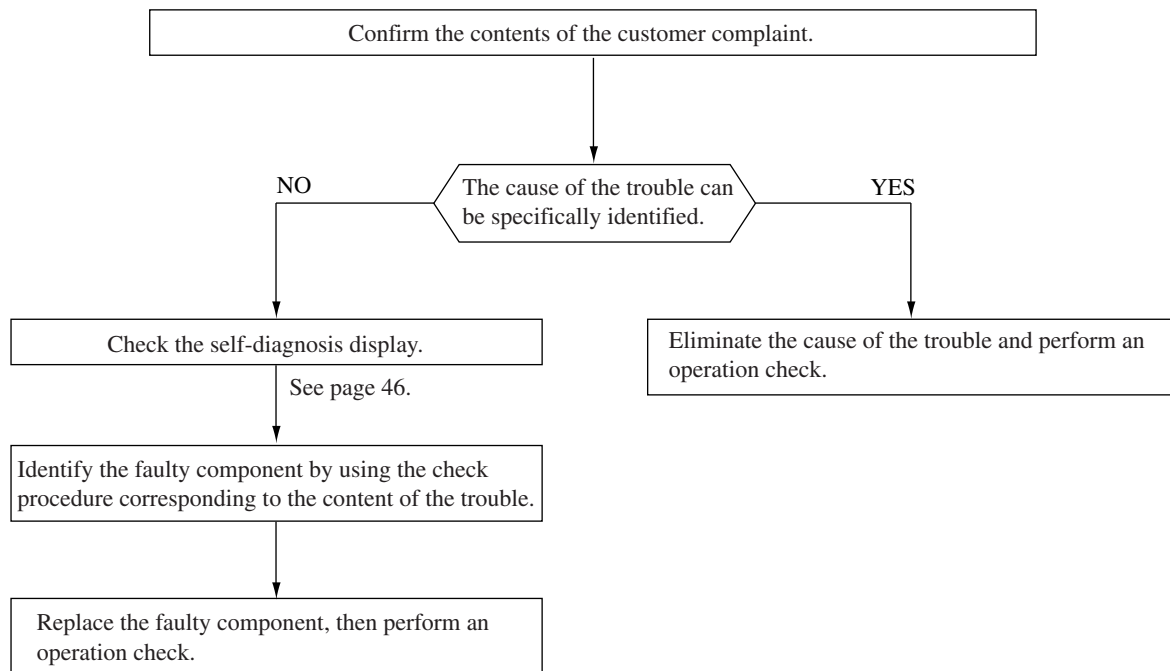 Confirm the contents of the customer complaint.
NO
The cause of the trouble can
be specifically identified.
YES
Check the self-diagnosis display.
See page 46.
Eliminate the cause of the trouble and perform an
operation check.
Identify the faulty component by using the check
procedure corresponding to the content of the trouble.
Replace the faulty component, then perform an
operation check.